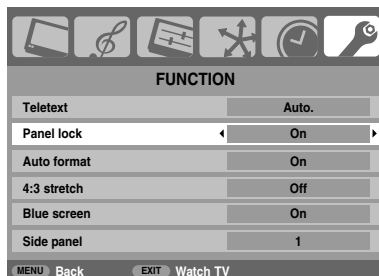 FUNCTION
Teletext Auto.
Panel lock On
Auto format On
4:3 stretch Off
Blue screen On
Side panel 1
MENU Back EXIT Watch TV